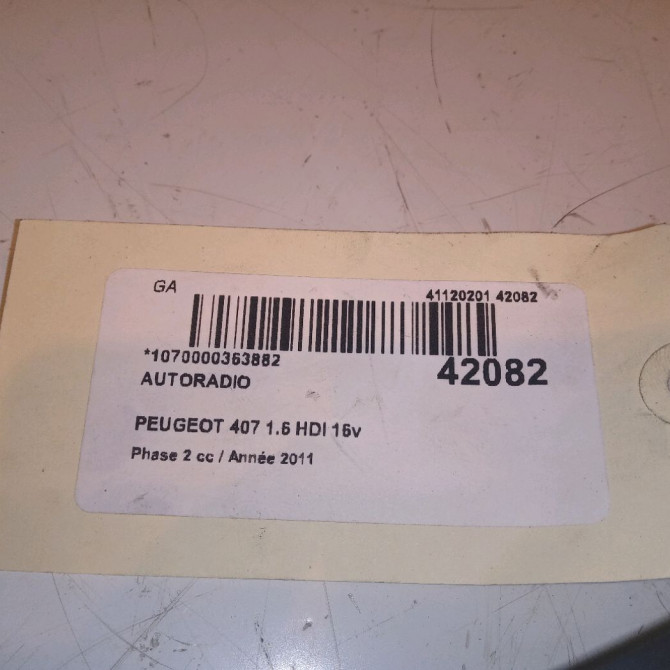 GA
41120201 42082
*1070000363882
42082
AUTORADIO
PEUGEOT 407 1.6 HDI 16v
Phase 2 cc / Année 2011